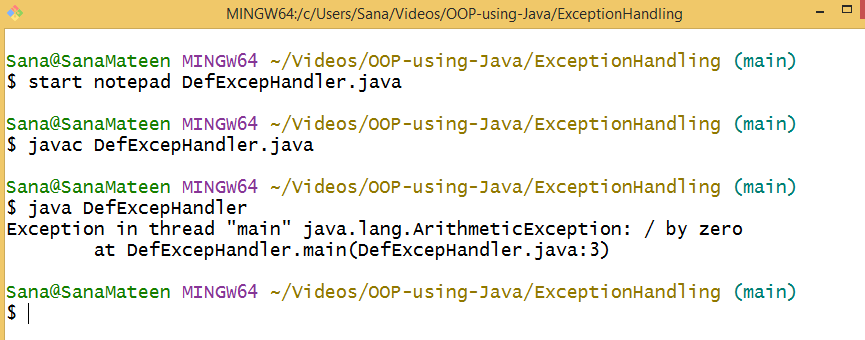 MINGW64:/c/Users/Sana/Videos/OOP-using-Java/ExceptionHandling
Sana@SanaMateen MINGW64 ~/Videos/OOP-using-Java/ExceptionHandling (main)
$ start notepad DefExcepHandler.java
Sana@SanaMateen MINGW64 ~/Videos/OOP-using-Java/ExceptionHandling (main)
$ javac DefExcepHandler.java
Sana@SanaMateen MINGW64 ~/Videos/OOP-using-Java/ExceptionHandling (main)
$ java DefExcepHandler
Exception in thread "main" java.lang.ArithmeticException: / by zero
        at DefExcepHandler.main(DefExcepHandler.java:3)
Sana@SanaMateen MINGW64 ~/Videos/OOP-using-Java/ExceptionHandling (main)
$